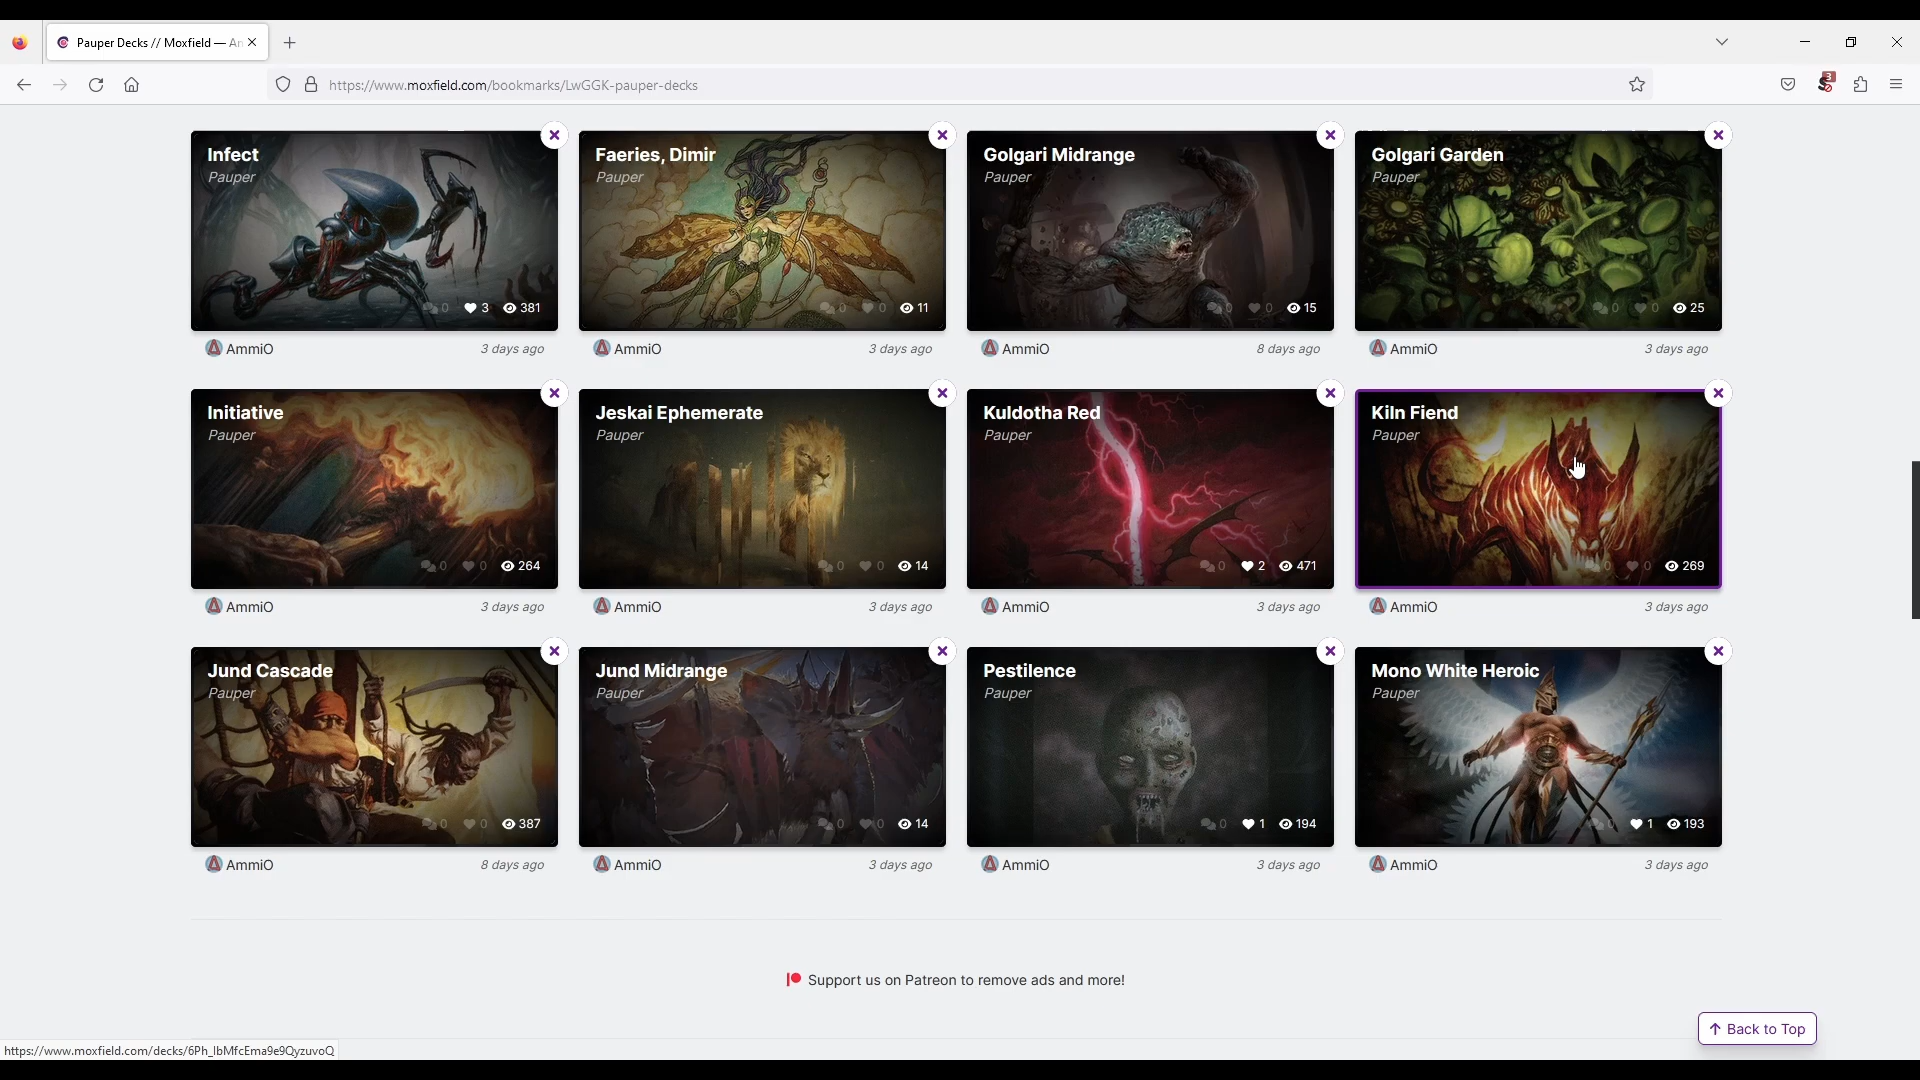 Pauper Decks // Moxfield — An
https://www.moxfield.com/bookmarks/LwGGK-pauper-decks
3
Infect
Pauper
0 3 381
AmmiO 3 days ago
Faeries, Dimir
Pauper
0 0 11
AmmiO 3 days ago
Golgari Midrange
Pauper
0 0 15
AmmiO 8 days ago
Golgari Garden
Pauper
0 0 25
AmmiO 3 days ago
Initiative
Pauper
0 0 264
AmmiO 3 days ago
Jeskai Ephemerate
Pauper
0 0 14
AmmiO 3 days ago
Kuldotha Red
Pauper
0 2 471
AmmiO 3 days ago
Kiln Fiend
Pauper
0 0 269
AmmiO 3 days ago
Jund Cascade
Pauper
0 0 387
AmmiO 8 days ago
Jund Midrange
Pauper
0 0 14
AmmiO 3 days ago
Pestilence
Pauper
0 1 194
AmmiO 3 days ago
Mono White Heroic
Pauper
0 1 193
AmmiO 3 days ago
Support us on Patreon to remove ads and more!
Back to Top
https://www.moxfield.com/decks/6Ph_lbMfcEma9e9QyzuvoQ